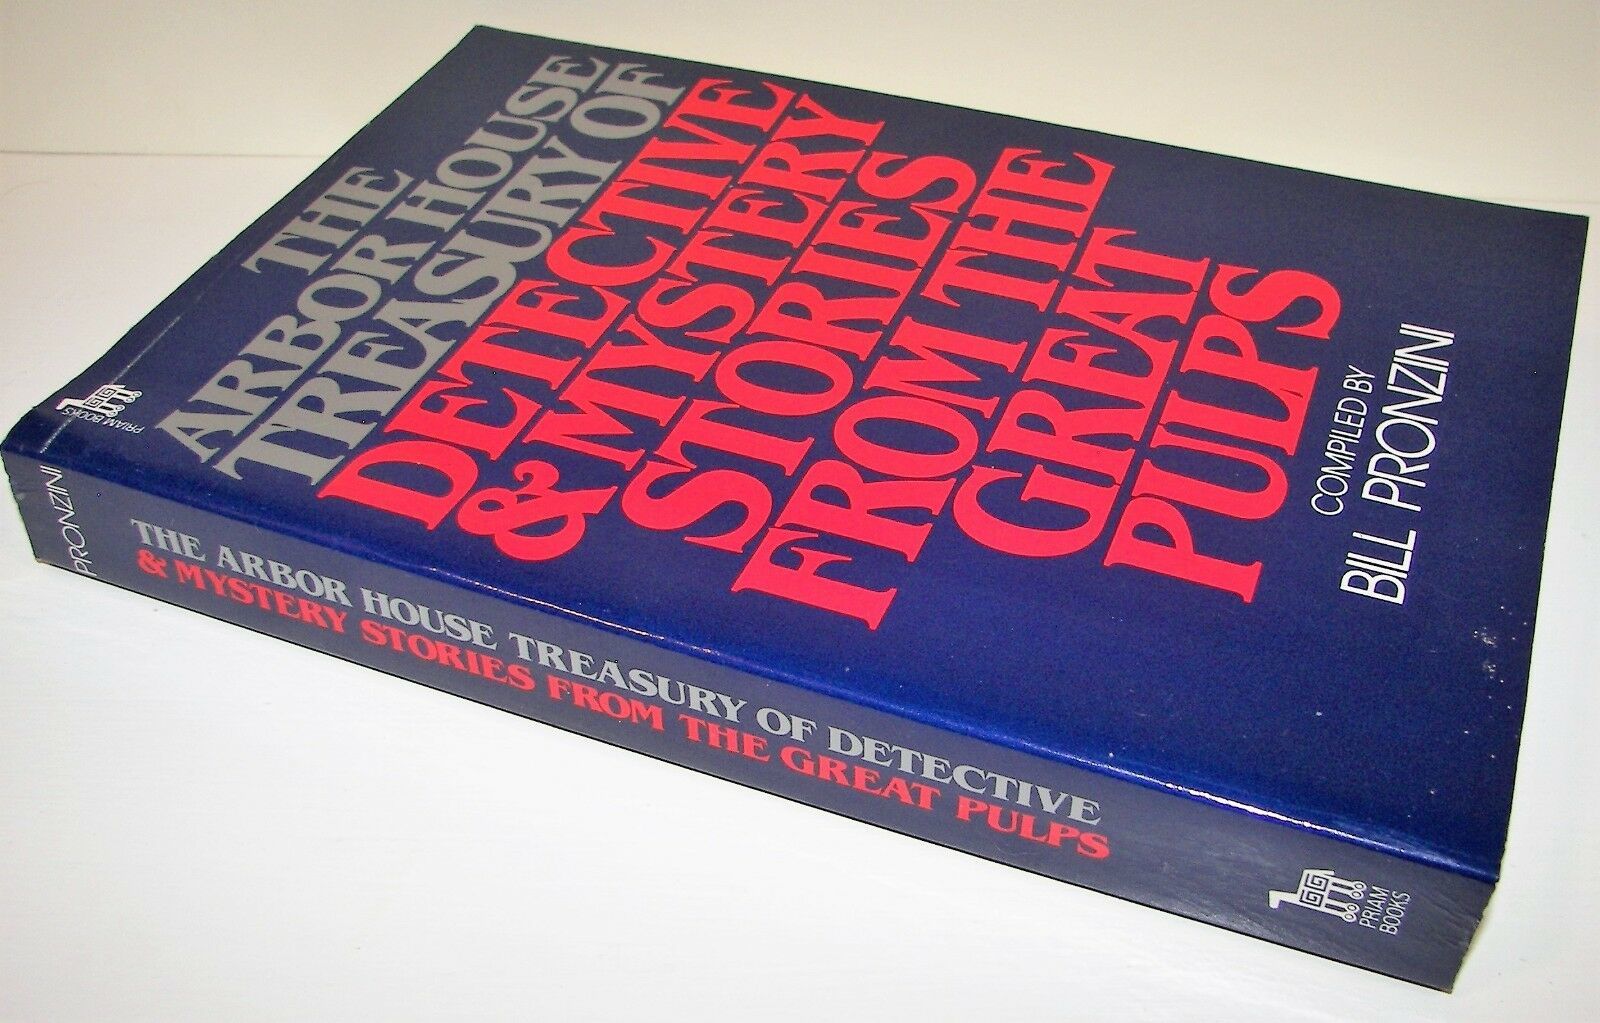 PRIAM BOOKS
THE
ARBOR HOUSE
TREASURY OF
DETECTIVE
& MYSTERY
STORIES
FROM THE
GREAT
PULPS
COMPILED BY
BILL PRONZINI
PRONZINI
THE ARBOR HOUSE TREASURY OF DETECTIVE
& MYSTERY STORIES FROM THE GREAT PULPS
PRIAM
BOOKS